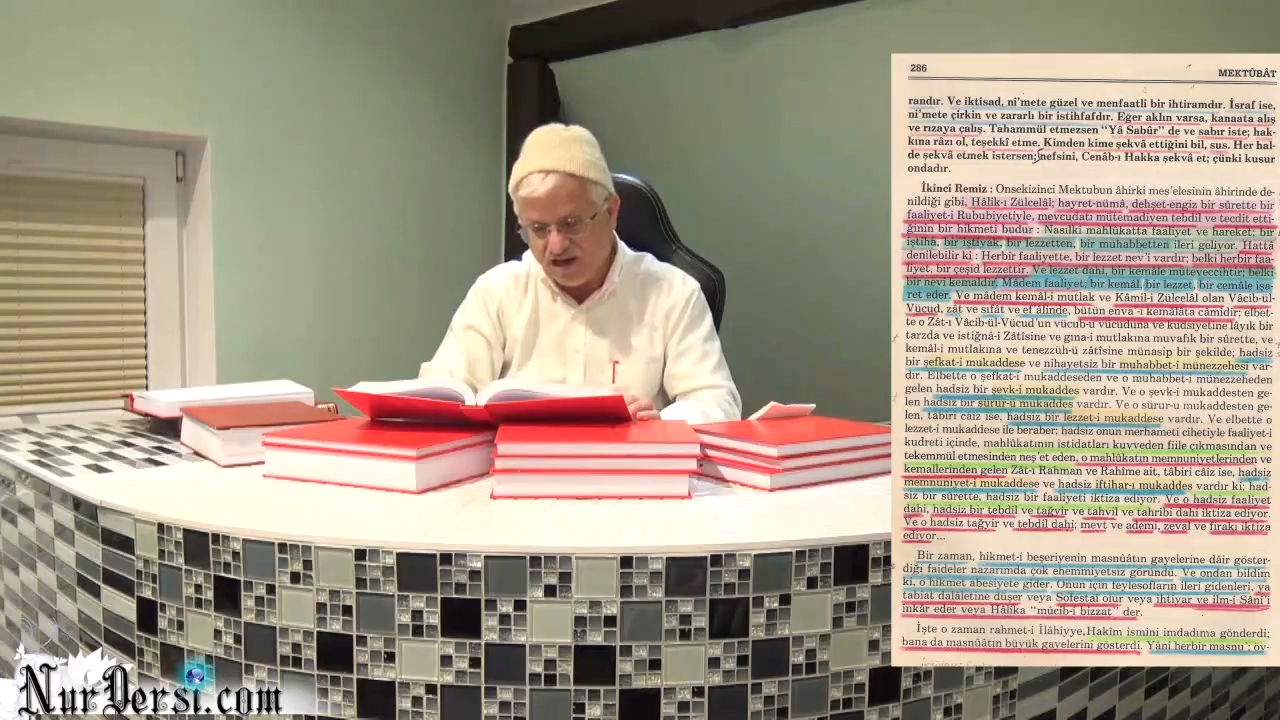 286
MEKTÛBÂT
randır. Ve iktisad, ni'mete güzel ve menfaatli bir ihtiramdır. İsraf ise,
ni'mete çirkin ve zararlı bir istihfafdır. Eğer aklın varsa, kanaata alış
ve rızaya çalış. Tahammül etmezsen "Yâ Sabûr" de ve sabır iste; hak-
kına râzı ol, teşekkî etme. Kimden kime şekvâ ettiğini bil, sus. Her hal-
de şekvâ etmek istersen; nefsini, Cenâb-ı Hakka şekvâ et; çünki kusur
ondadır.
İkinci Remiz : Onsekizinci Mektubun âhirki mes'elesinin âhirinde de-
nildiği gibi, Hâlik-ı Zülcelâl; hayret-nümâ, dehşet-engiz bir sûrette bir
faaliyet-i Rububiyetiyle, mevcudatı mütemadiyen tebdil ve tecdit etti-
ğinin bir hikmeti budur : Nasılki mahlûkatta faaliyet ve hareket; bir
iştiha, bir iştiyak, bir lezzetten, bir muhabbetten ileri geliyor. Hattâ
denilebilir ki : Herbir faaliyette, bir lezzet nev'i vardır; belki herbir faa-
liyet, bir çeşid lezzettir. Ve lezzet dahi, bir kemâle müteveccihtir; belki
bir nevi kemaldir. Mâdem faaliyet; bir kemâl, bir lezzet, bir cemâle işa-
ret eder. Ve mâdem kemâl-i mutlak ve Kâmil-i Zülcelâl olan Vâcib-ül-
Vücud, zât ve sıfât ve ef'âlinde, bütün enva'-ı kemâlâta câmidir; elbet-
te o Zât-ı Vâcib-ül-Vücud'un vücub-u vücuduna ve kudsiyetine lâyık bir
tarzda ve istiğnâ-i Zâtîsine ve gına-i mutlakına muvafık bir sûrette, ve
kemâl-i mutlakına ve tenezzüh-ü zâtîsine münasip bir şekilde; hadsiz
bir şefkat-i mukaddese ve nihayetsiz bir muhabbet-i münezzehesi var-
dır. Elbette o şefkat-i mukaddeseden ve o muhabbet-i münezzeheden
gelen hadsiz bir şevk-i mukaddes vardır. Ve o şevk-i mukaddesten ge-
len hadsiz bir sürur-u mukaddes vardır. Ve o sürur-u mukaddesten ge-
len, tâbiri câiz ise, hadsiz bir lezzet-i mukaddese vardır. Ve elbette o
lezzet-i mukaddese ile beraber; hadsiz onun merhameti cihetiyle faaliyet-i
kudreti içinde, mahlûkatının istidatları kuvveden fiile çıkmasından ve
tekemmül etmesinden neş'et eden, o mahlûkatın memnuniyetlerinden ve
kemallerinden gelen Zât-ı Rahman ve Rahîme ait, tâbiri câiz ise, hadsiz
memnuniyet-i mukaddese ve hadsiz iftihar-ı mukaddes vardır ki; had-
siz bir sûrette, hadsiz bir faaliyeti iktiza ediyor. Ve o hadsiz faaliyet
dahi, hadsiz bir tebdil ve tağyir ve tahvil ve tahribi dahi iktiza ediyor.
Ve o hadsiz tağyir ve tebdil dahi; mevt ve ademi, zeval ve firakı iktiza
ediyor...
Bir zaman, hikmet-i beşeriyenin masnûatın gayelerine dâir göster-
diği faideler nazarımda çok ehemmiyetsiz göründü. Ve ondan bildim
ki, o hikmet abesiyete gider. Onun için feylesofların ileri gidenleri, ya
tabiat dalâletine düşer veya Sofestaî olur veya ihtiyar ve ilm-i Sâni'i
inkâr eder veya Hâlika "mûcib-i bizzat" der.
İşte o zaman rahmet-i İlâhiyye, Hakîm ismini imdadıma gönderdi;
bana da masnûatın büyük gayelerini gösterdi. Yâni herbir masnu'; öy-
NurDersi.com